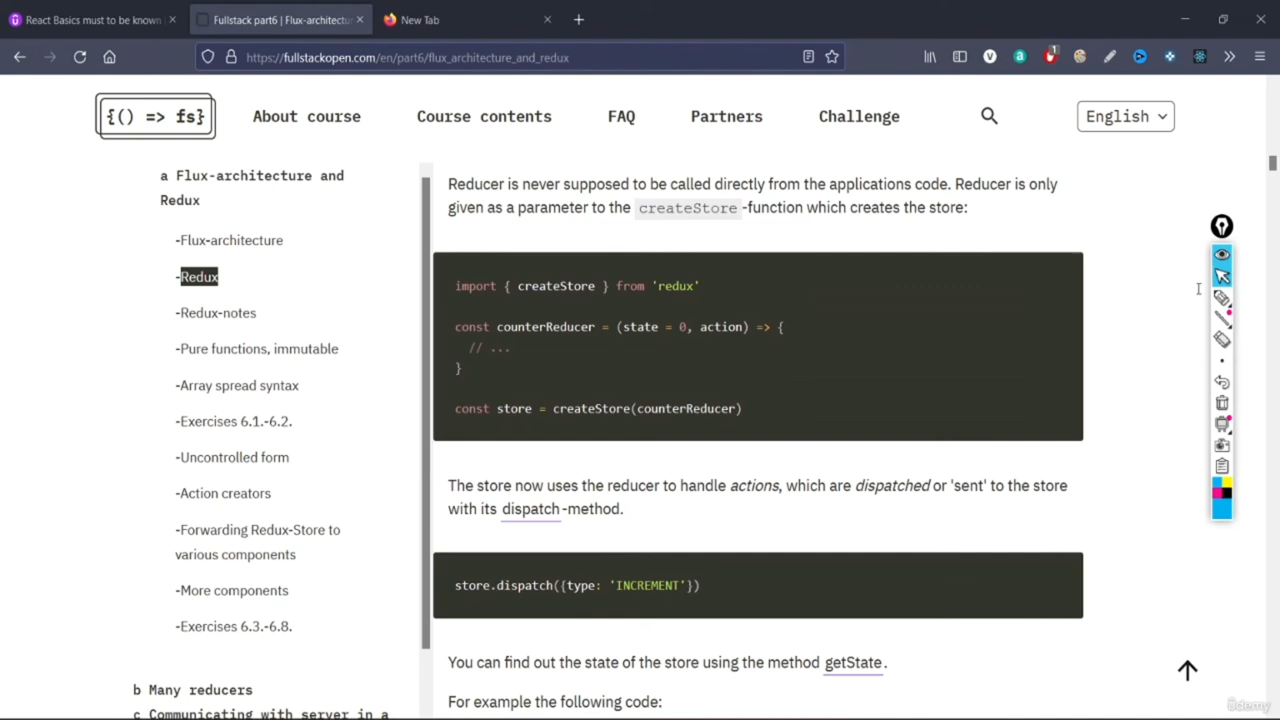 React Basics must to be known
Fullstack part6 | Flux-architectur
New Tab
https://fullstackopen.com/en/part6/flux_architecture_and_redux
{() => fs}
About course
Course contents
FAQ
Partners
Challenge
English
a Flux-architecture and
Redux
-Flux-architecture
-Redux
-Redux-notes
-Pure functions, immutable
-Array spread syntax
-Exercises 6.1.-6.2.
-Uncontrolled form
-Action creators
-Forwarding Redux-Store to
various components
-More components
-Exercises 6.3.-6.8.
b Many reducers
c Communicating with server in a
Reducer is never supposed to be called directly from the applications code. Reducer is only
given as a parameter to the createStore -function which creates the store:
import { createStore } from 'redux'
const counterReducer = (state = 0, action) => {
// ...
}
const store = createStore(counterReducer)
The store now uses the reducer to handle actions, which are dispatched or 'sent' to the store
with its dispatch-method.
store.dispatch({type: 'INCREMENT'})
You can find out the state of the store using the method getState.
For example the following code:
Udemy